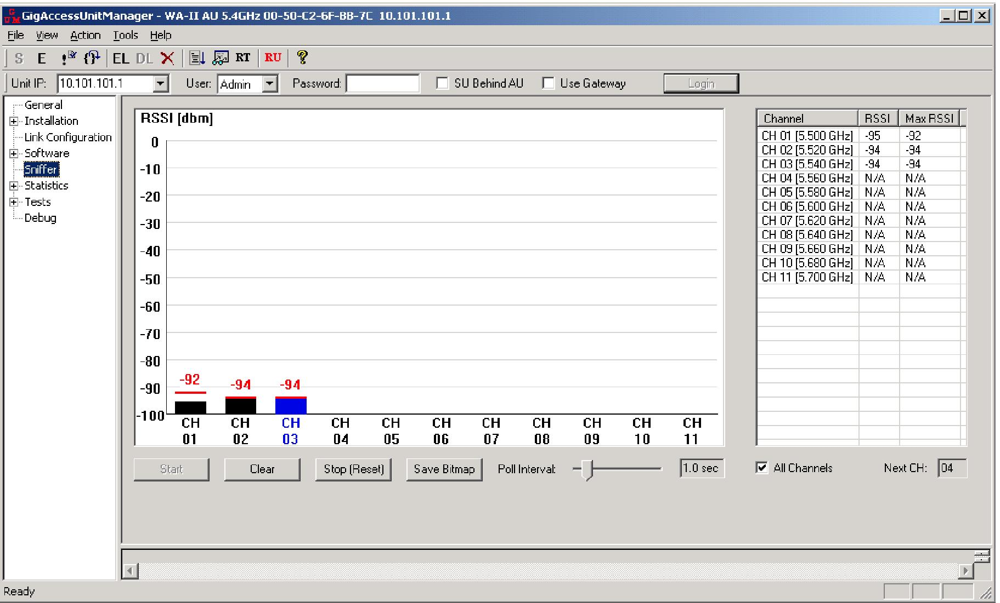 GUM GigAccessUnitManager - WA-II AU 5.4GHz 00-50-C2-6F-BB-7C 10.101.101.1
File View Action Tools Help
S E EL DL RT RU
Unit IP: 10.101.101.1 User: Admin Password: SU Behind AU Use Gateway Login
General
Installation
Link Configuration
Software
Sniffer
Statistics
Tests
Debug
RSSI [dbm]
0
-10
-20
-30
-40
-50
-60
-70
-80
-90
-100
-92 -94 -94
CH CH CH CH CH CH CH CH CH CH CH
01 02 03 04 05 06 07 08 09 10 11
Channel RSSI Max RSSI
CH 01 [5.500 GHz] -95 -92
CH 02 [5.520 GHz] -94 -94
CH 03 [5.540 GHz] -94 -94
CH 04 [5.560 GHz] N/A N/A
CH 05 [5.580 GHz] N/A N/A
CH 06 [5.600 GHz] N/A N/A
CH 07 [5.620 GHz] N/A N/A
CH 08 [5.640 GHz] N/A N/A
CH 09 [5.660 GHz] N/A N/A
CH 10 [5.680 GHz] N/A N/A
CH 11 [5.700 GHz] N/A N/A
Start Clear Stop (Reset) Save Bitmap Poll Interval: 1.0 sec All Channels Next CH: 04
Ready